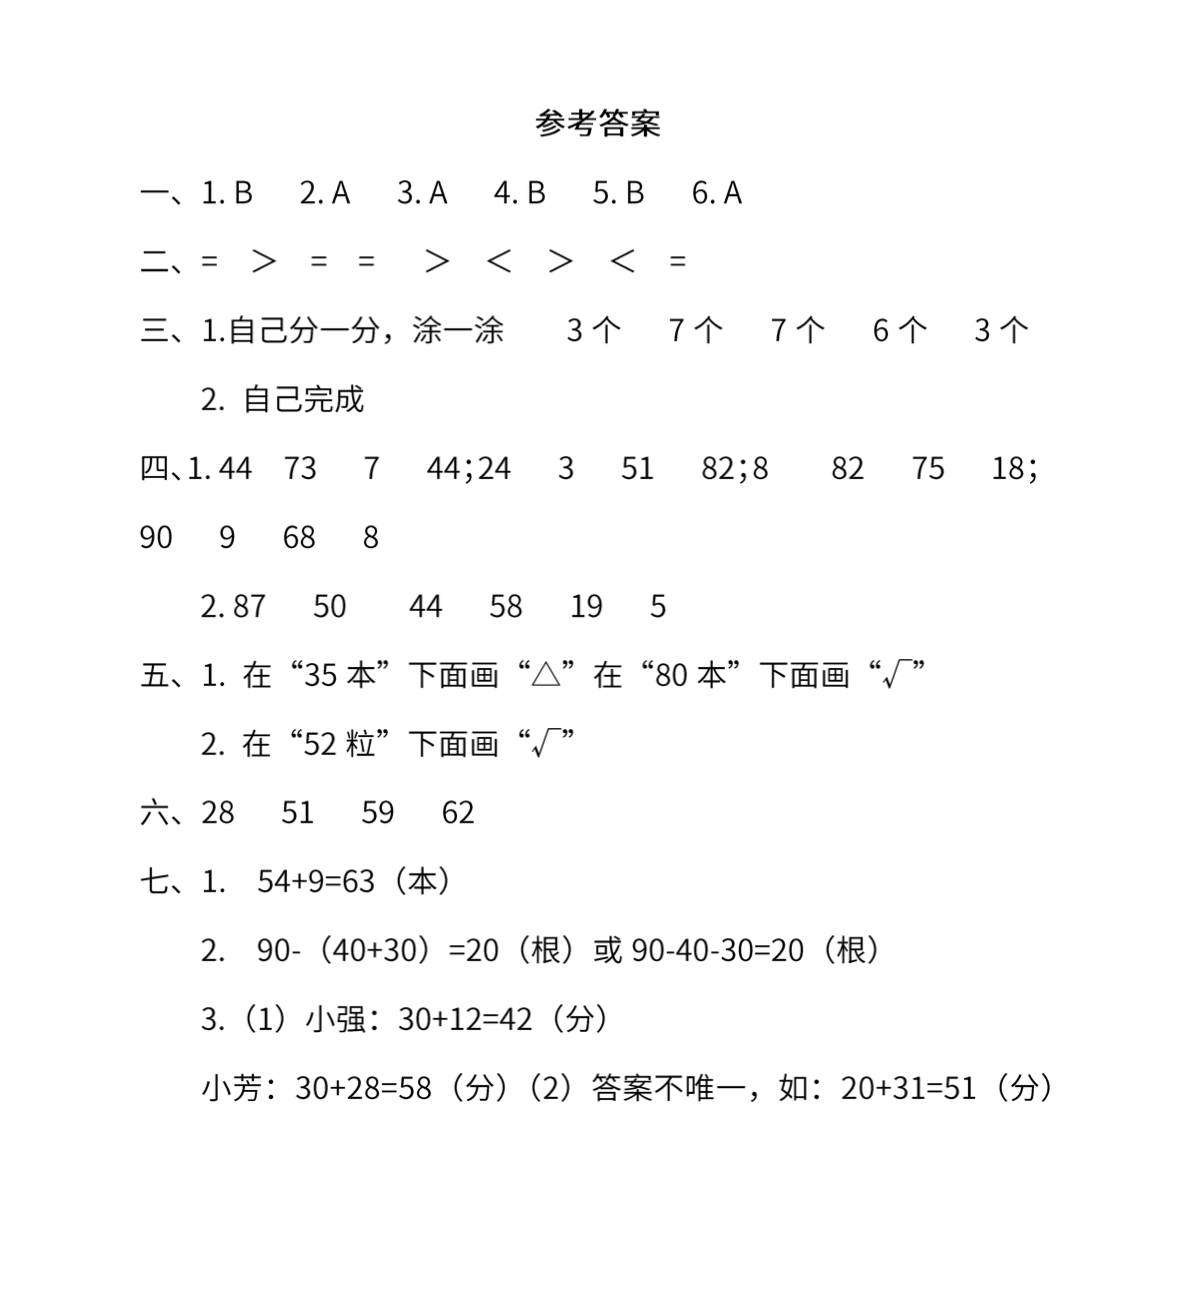 参考答案
一、1. B 2. A 3. A 4. B 5. B 6. A
二、= ＞ = = ＞ ＜ ＞ ＜ =
三、1.自己分一分，涂一涂 3 个 7 个 7 个 6 个 3 个
2. 自己完成
四、1. 44 73 7 44；24 3 51 82；8 82 75 18；
90 9 68 8
2. 87 50 44 58 19 5
五、1. 在“35 本”下面画“△”在“80 本”下面画“√”
2. 在“52 粒”下面画“√”
六、28 51 59 62
七、1. 54+9=63（本）
2. 90-（40+30）=20（根）或 90-40-30=20（根）
3.（1）小强：30+12=42（分）
小芳：30+28=58（分）（2）答案不唯一，如：20+31=51（分）